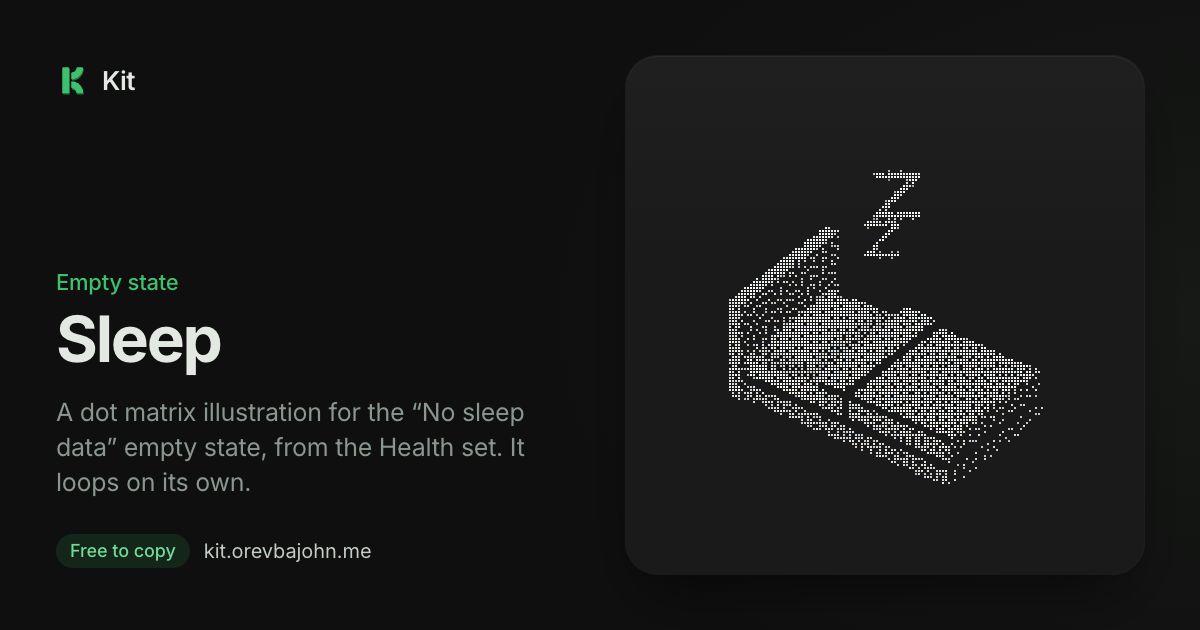 Kit
Empty state
Sleep
A dot matrix illustration for the “No sleep
data” empty state, from the Health set. It
loops on its own.
Free to copy
kit.orevbajohn.me
Z
Z